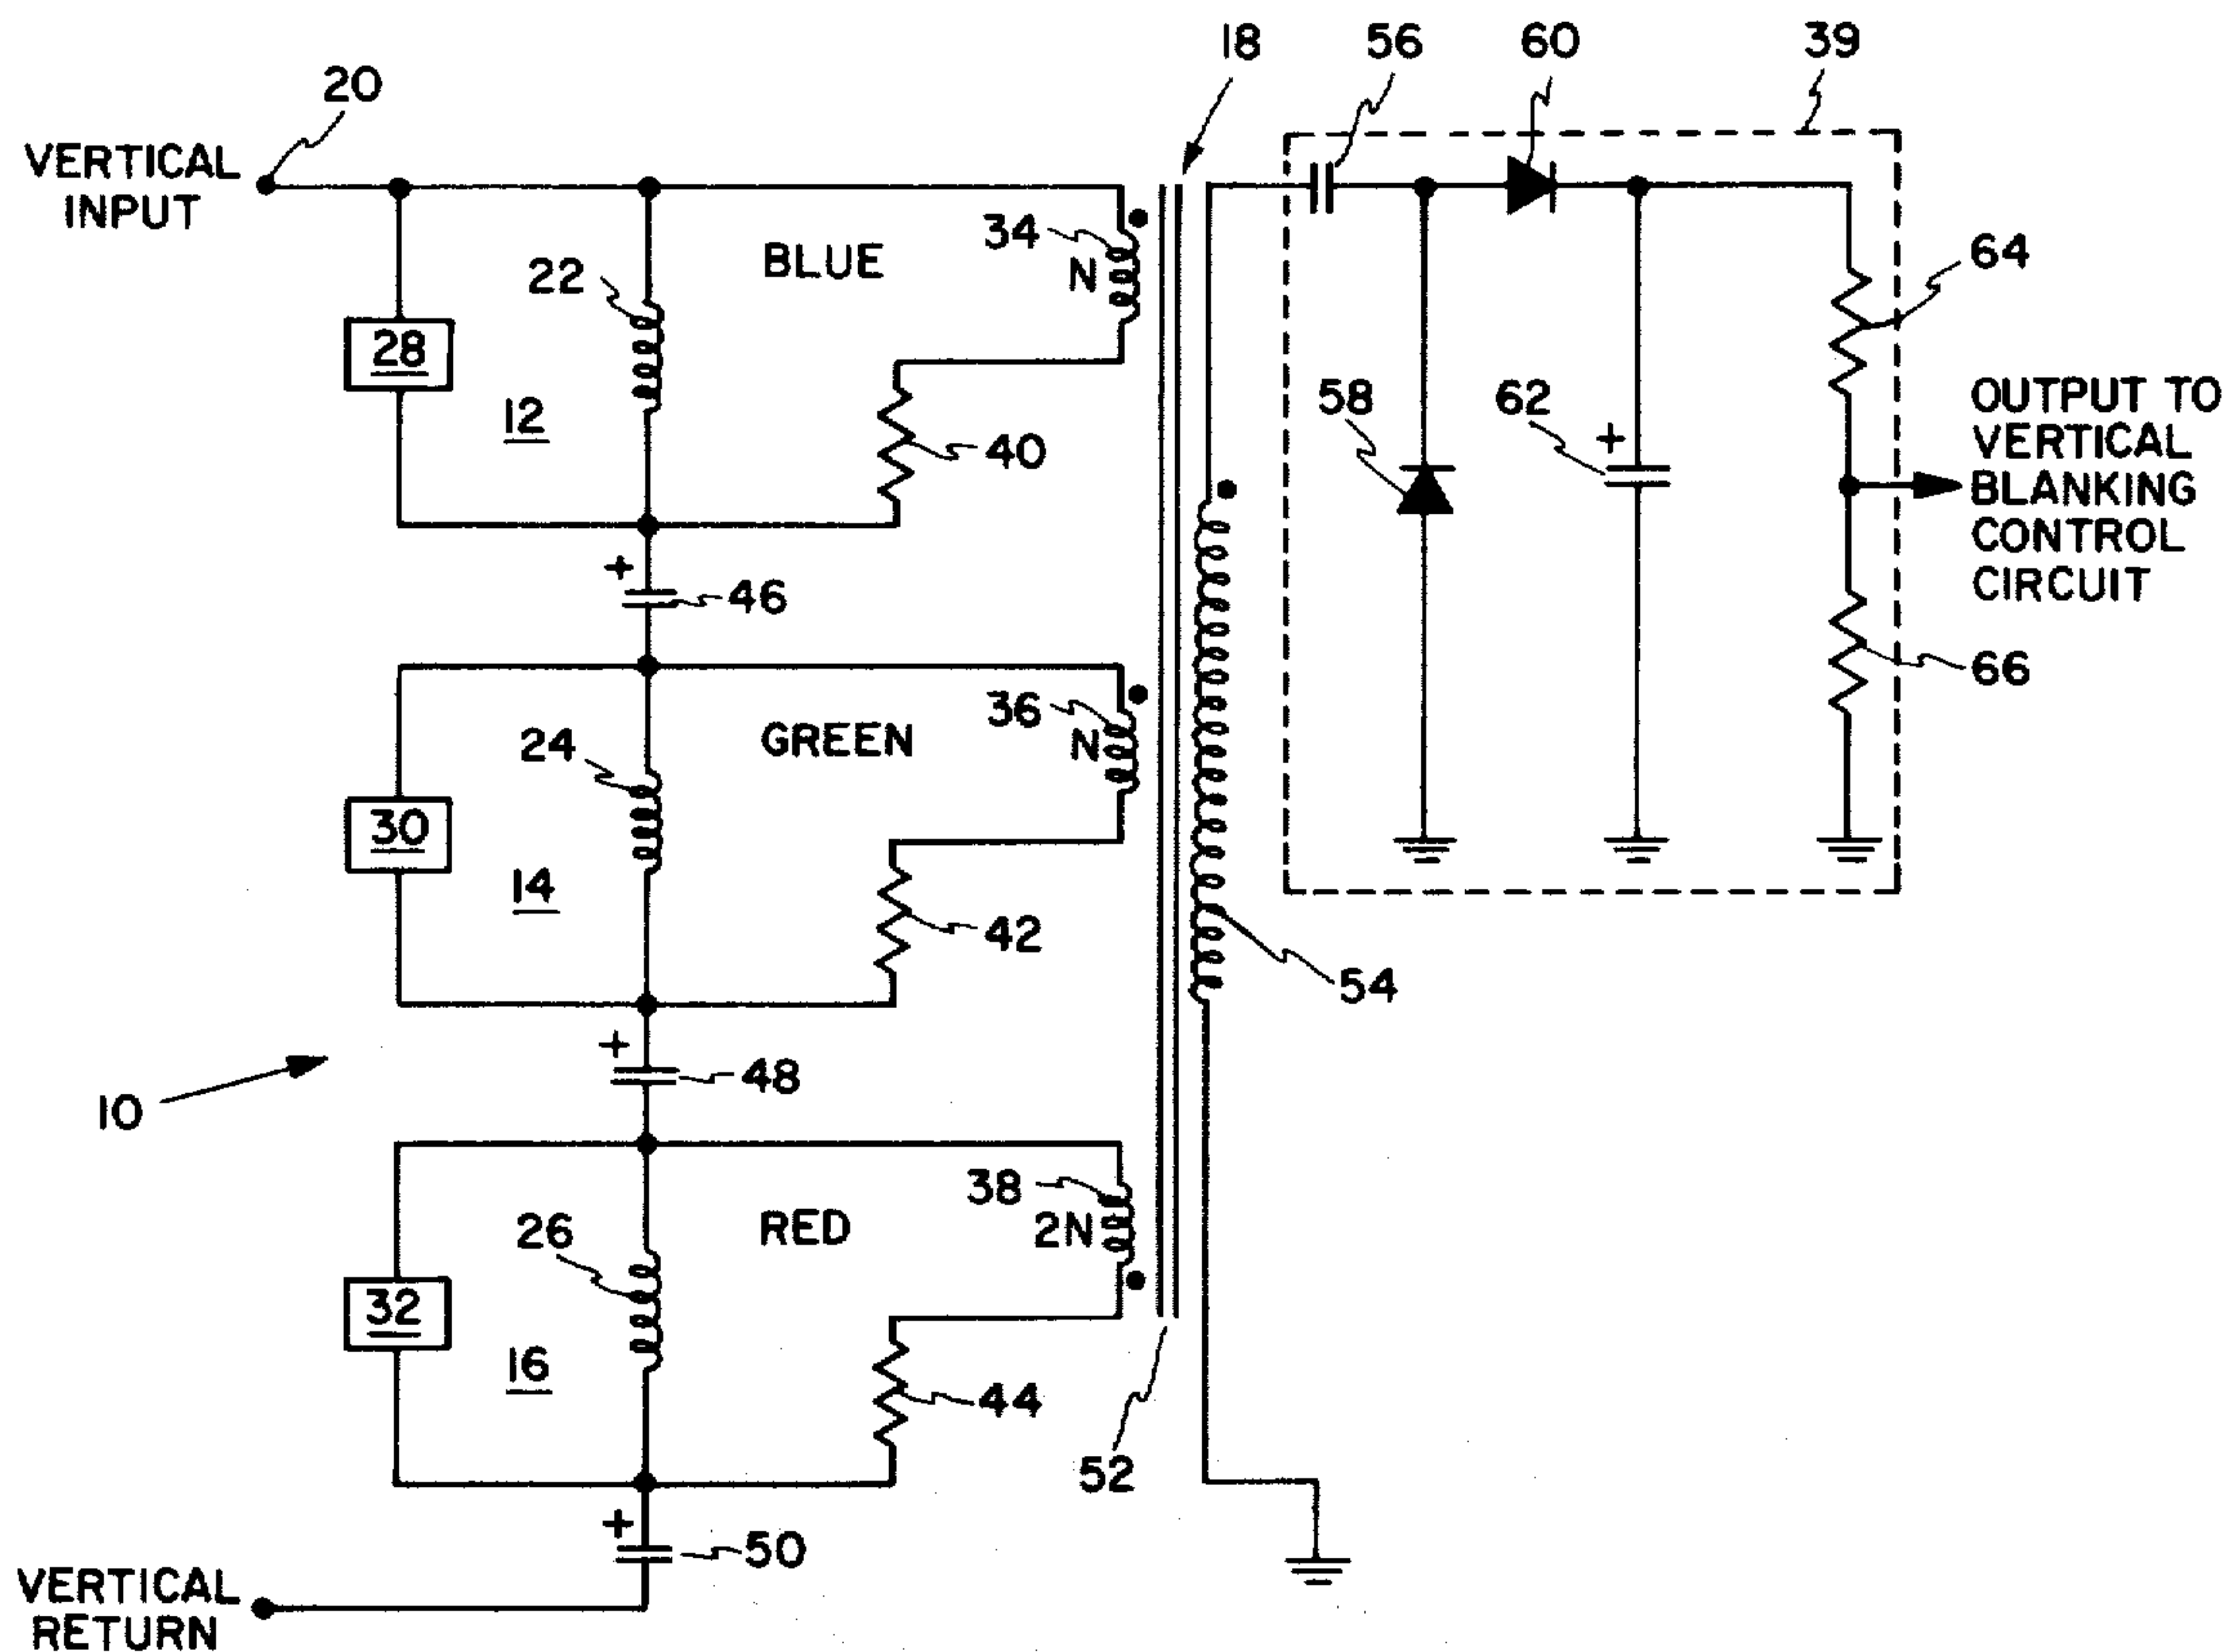 18
56
60
39
20
VERTICAL
INPUT
34
N
BLUE
22
64
28
58
62
+
OUTPUT TO
VERTICAL
BLANKING
CONTROL
CIRCUIT
12
40
+
46
66
36
N
GREEN
24
30
14
42
54
+
48
10
38
2N
RED
26
32
16
44
52
+
50
VERTICAL
RETURN